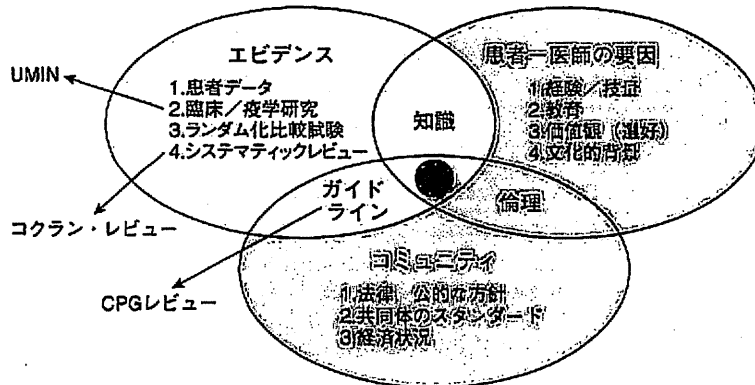 エビデンス
1.患者データ
2.臨床／疫学研究
3.ランダム化比較試験
4.システマティックレビュー
UMIN
コクラン・レビュー
知識
患者ー医師の要因
1.経験／技症
2.教育
3.価値観（選好）
4.文化的背景
ガイド
ライン
倫理
CPGレビュー
コミュニティ
1.法律，公的な方針
2.共同体のスタンダード
3.経済状況